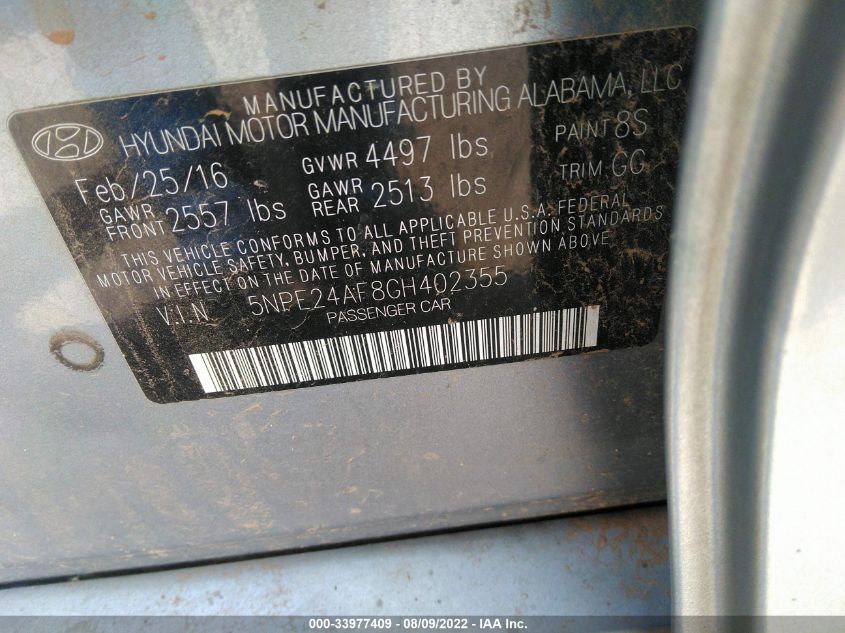 MANUFACTURED BY
HYUNDAI MOTOR MANUFACTURING ALABAMA, LLC
Feb/25/16 GVWR 4497 lbs PAINT 8S
GAWR FRONT 2557 lbs GAWR REAR 2513 lbs TRIM GG
THIS VEHICLE CONFORMS TO ALL APPLICABLE U.S.A. FEDERAL
MOTOR VEHICLE SAFETY, BUMPER, AND THEFT PREVENTION STANDARDS
IN EFFECT ON THE DATE OF MANUFACTURE SHOWN ABOVE.
V.I.N 5NPE24AF8GH402355
PASSENGER CAR
000-33977409 - 08/09/2022 - IAA Inc.